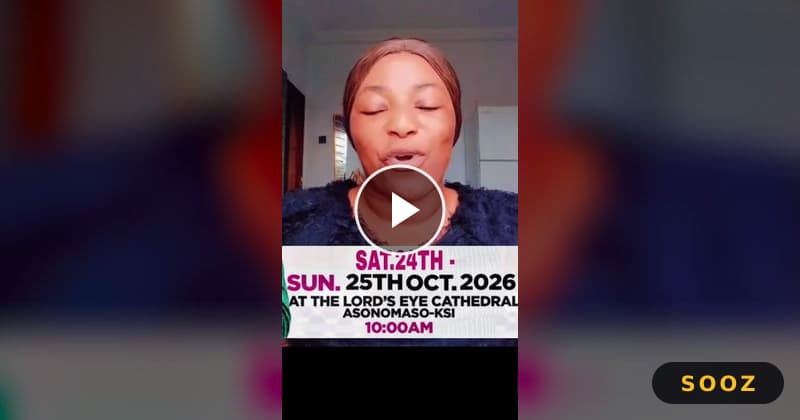 SAT.24TH -
SUN. 25TH OCT. 2026
AT THE LORD'S EYE CATHEDRAL
ASONOMASO-KSI
10:00AM
SOOZ